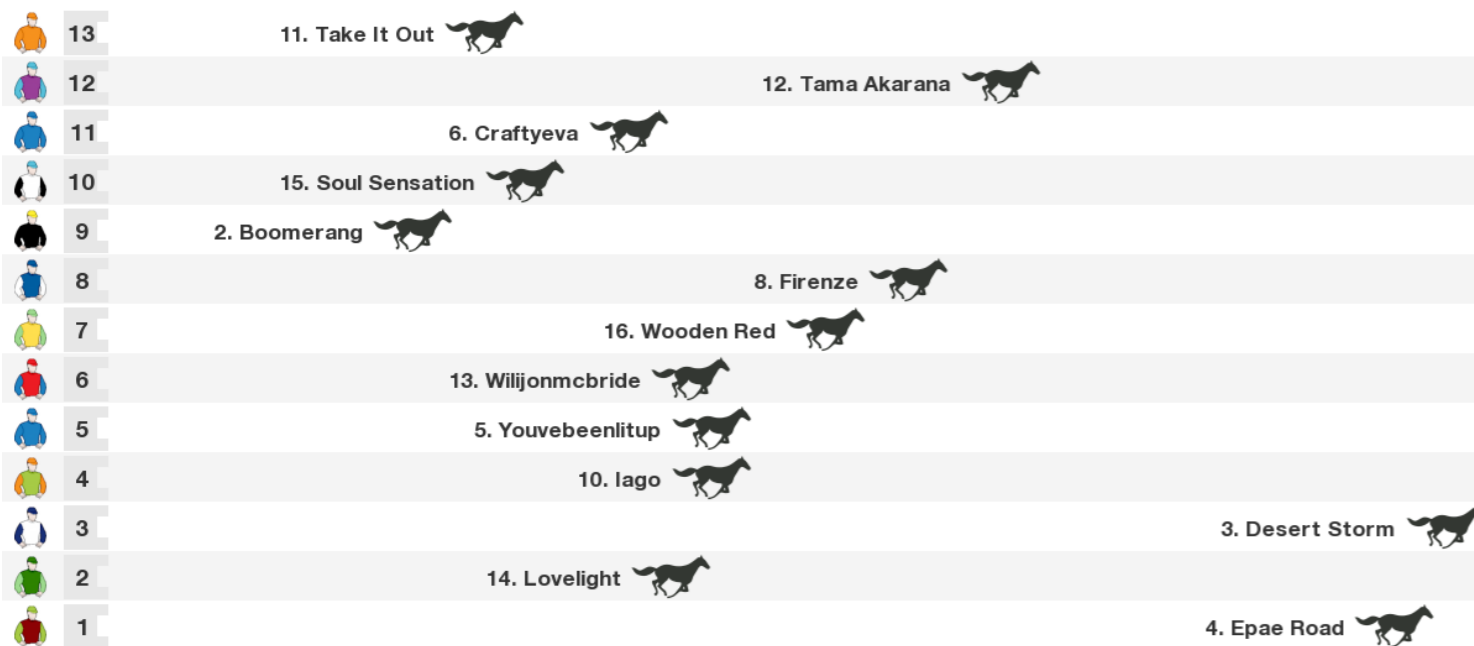 13 11. Take It Out
12 12. Tama Akarana
11 6. Craftyeva
10 15. Soul Sensation
9 2. Boomerang
8 8. Firenze
7 16. Wooden Red
6 13. Wilijonmcbride
5 5. Youvebeenlitup
4 10. Iago
3 3. Desert Storm
2 14. Lovelight
1 4. Epae Road